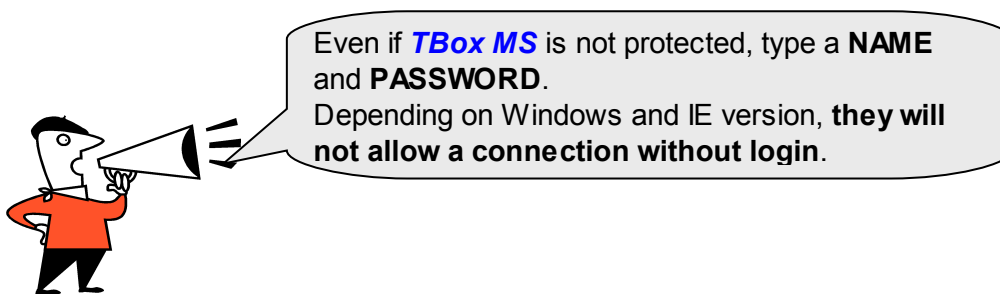 Even if TBox MS is not protected, type a NAME
and PASSWORD.
Depending on Windows and IE version, they will
not allow a connection without login.